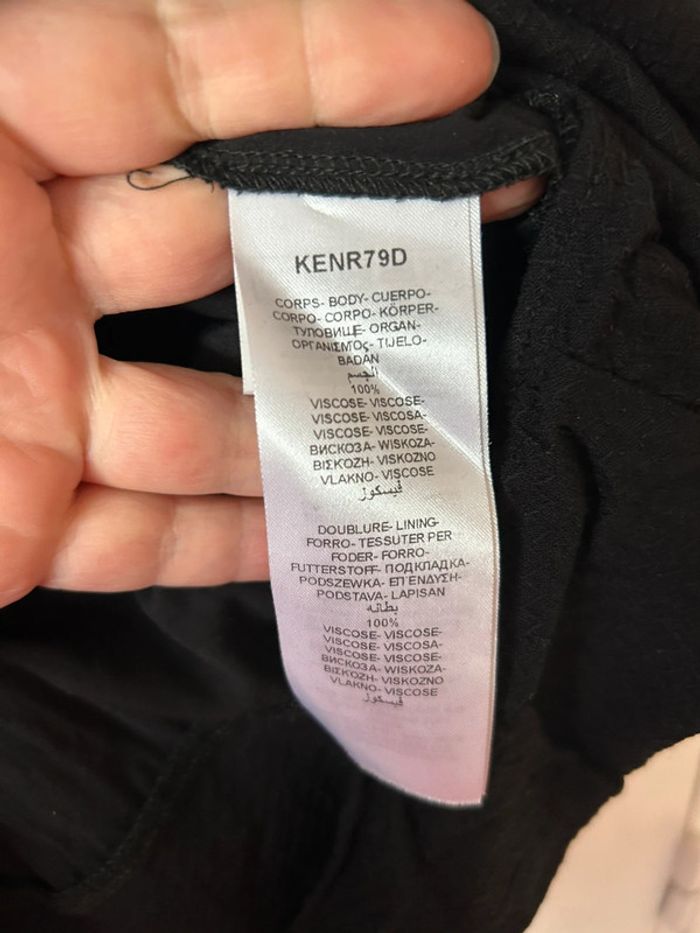 KENR79D
CORPS- BODY- CUERPO-
CORPO- CORPO- KÖRPER-
ТУЛОВИЩЕ- ORGAN-
ΟΡΓΑΝΙΣΜΟς- TIJELO-
BADAN
الجسم
100%
VISCOSE- VISCOSE-
VISCOSE- VISCOSA-
VISCOSE- VISCOSE-
ВИСКОЗА- WISKOZA-
ΒΙΣΚΟΖΗ- VISKOZNO
VLAKNO- VISCOSE
فيسكوز
DOUBLURE- LINING-
FORRO- TESSUTER PER
FODER- FORRO-
FUTTERSTOFF- ПОДКЛАДКА-
PODSZEWKA- ΕΠΕΝΔΥΣΗ-
PODSTAVA- LAPISAN
بطانه
100%
VISCOSE- VISCOSE-
VISCOSE- VISCOSA-
VISCOSE- VISCOSE-
ВИСКОЗА- WISKOZA-
ΒΙΣΚΟΖΗ- VISKOZNO
VLAKNO- VISCOSE
فيسكوز